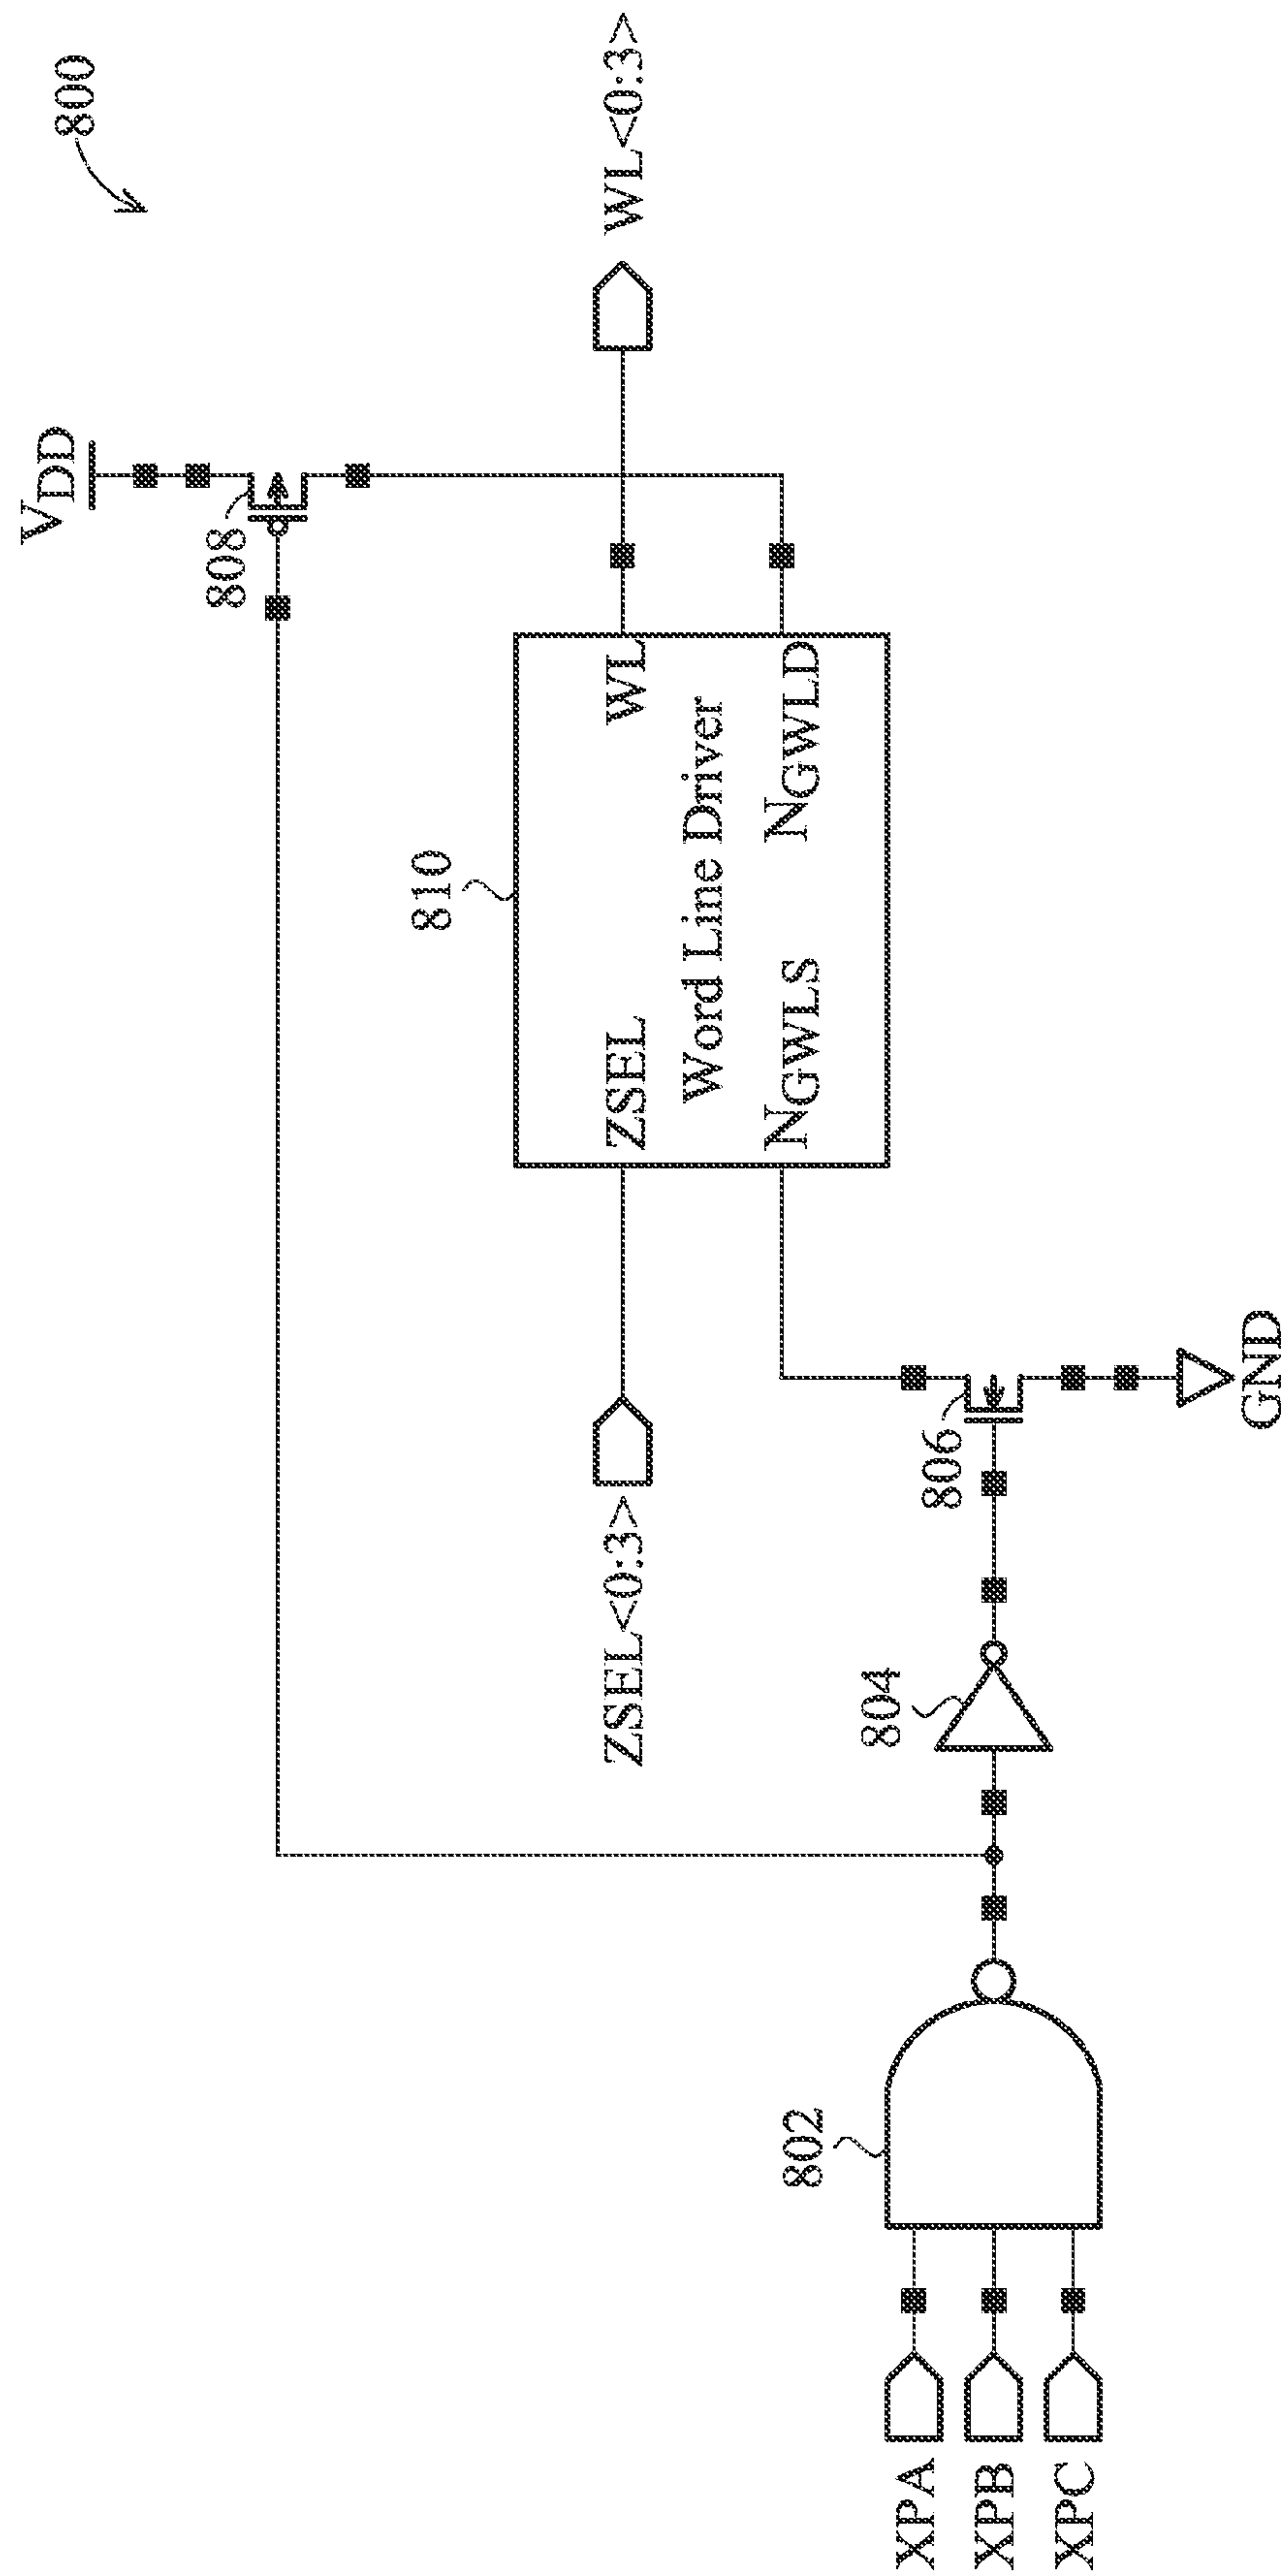 800
VDD
808
WL<0:3>
810
ZSEL
WL
Word Line Driver
NGWLS
NGWLD
ZSEL<0:3>
806
GND
804
802
XPA
XPB
XPC